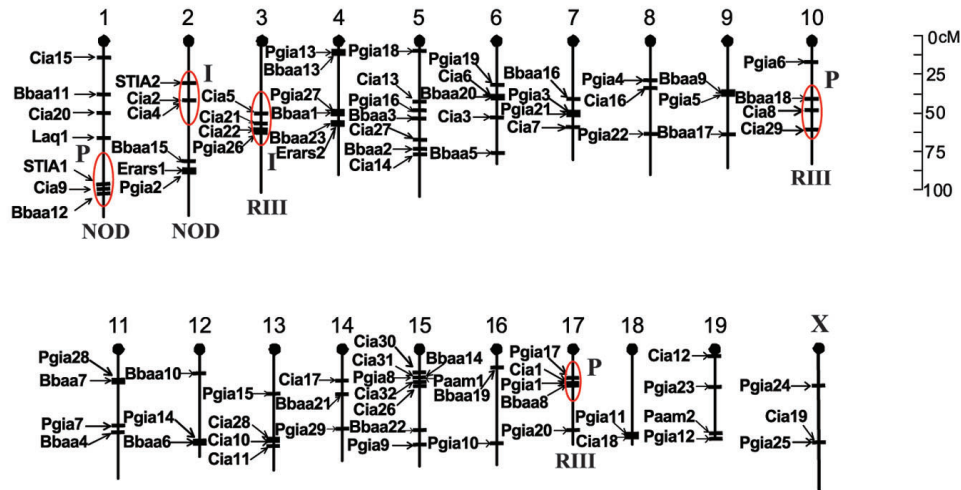 1 2 3 4 5 6 7 8 9 10
0cM
25
50
75
100
Cia15
Bbaa11
Cia20
Laq1
P
STIA1
Cia9
Bbaa12
NOD
STIA2
I
Cia2
Cia4
Bbaa15
Erars1
Pgia2
NOD
Cia5
Cia21
Cia22
Pgia26
I
RIII
Pgia13
Bbaa13
Pgia27
Bbaa1
Bbaa23
Erars2
Pgia18
Cia13
Pgia16
Bbaa3
Cia27
Bbaa2
Cia14
Pgia19
Cia6
Bbaa20
Cia3
Bbaa5
Bbaa16
Pgia3
Pgia21
Cia7
Pgia4
Cia16
Pgia22
Bbaa9
Pgia5
Bbaa17
Pgia6
P
Bbaa18
Cia8
Cia29
RIII
11 12 13 14 15 16 17 18 19 X
Pgia28
Bbaa7
Pgia7
Bbaa4
Bbaa10
Pgia14
Bbaa6
Pgia15
Cia28
Cia10
Cia11
Cia17
Bbaa21
Pgia29
Cia30
Cia31
Pgia8
Cia32
Cia26
Bbaa14
Bbaa22
Pgia9
Paam1
Bbaa19
Pgia10
Pgia17
Cia1
P
Pgia1
Bbaa8
Pgia20
RIII
Pgia11
Cia18
Cia12
Pgia23
Paam2
Pgia12
Pgia24
Cia19
Pgia25